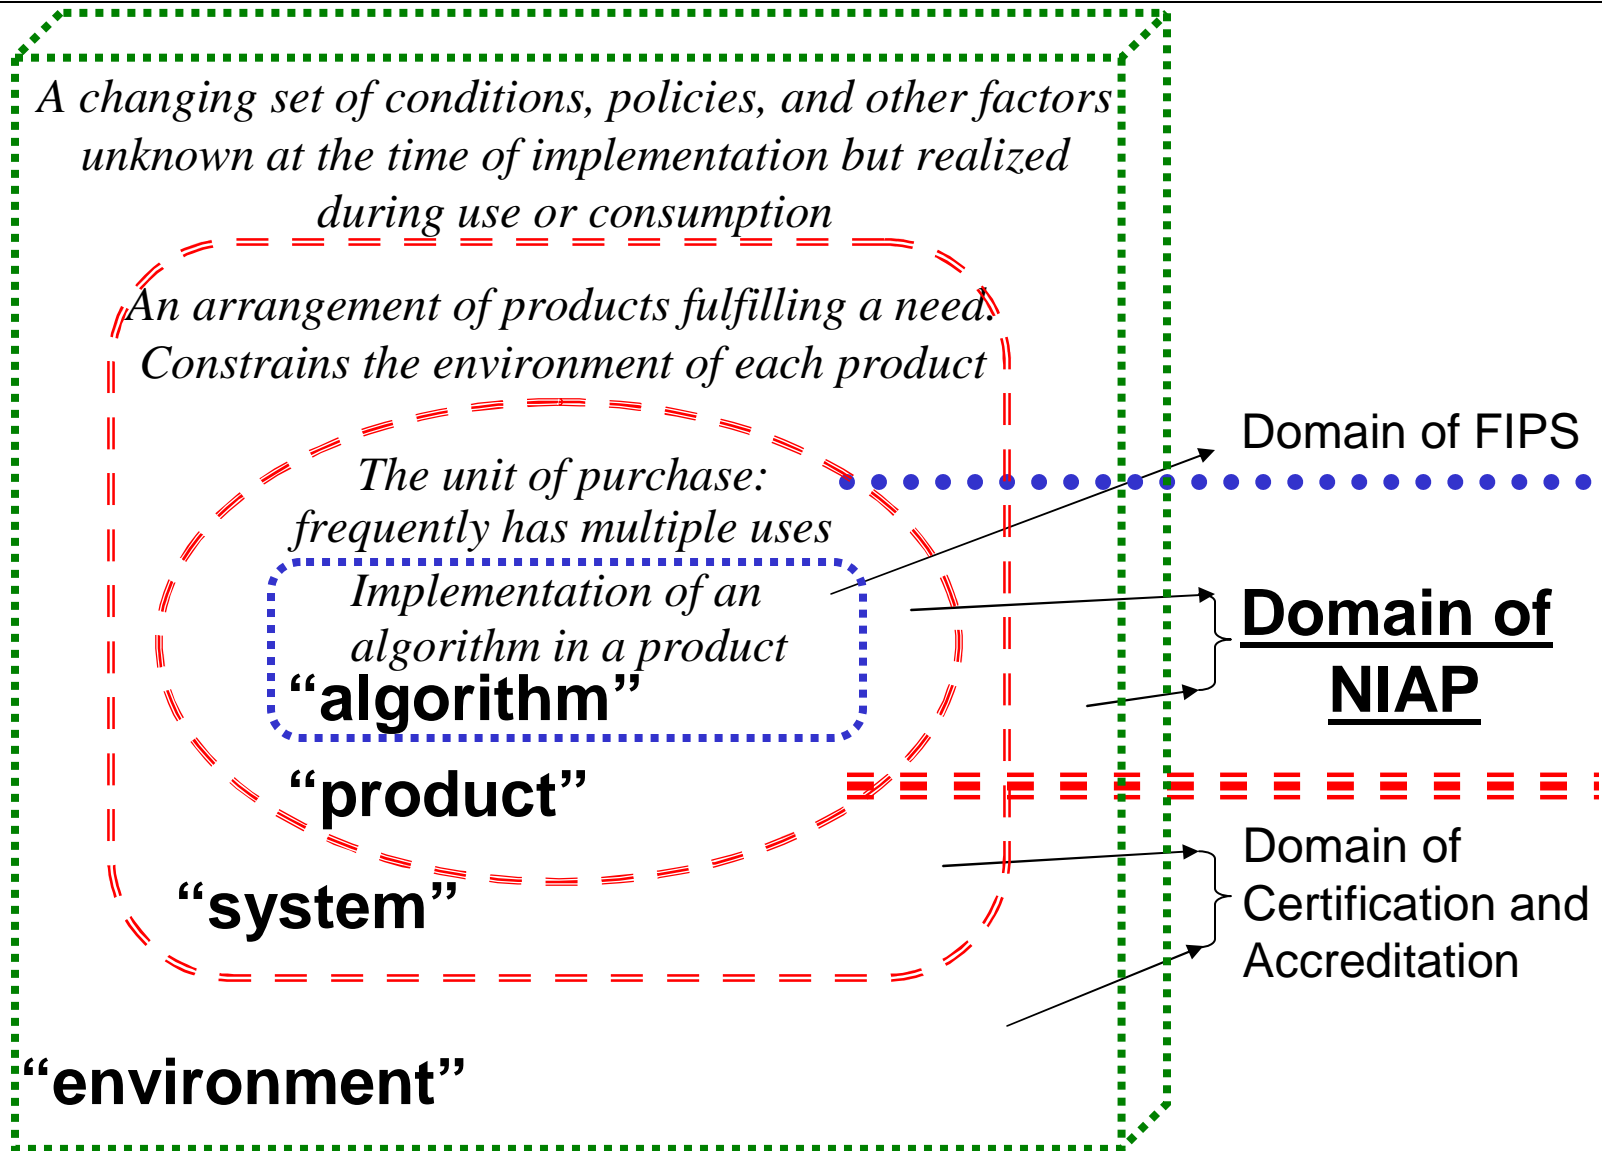 A changing set of conditions, policies, and other factors
unknown at the time of implementation but realized
during use or consumption
An arrangement of products fulfilling a need.
Constrains the environment of each product
The unit of purchase:
frequently has multiple uses
Implementation of an
algorithm in a product
“algorithm”
“product”
“system”
“environment”
Domain of FIPS
Domain of
NIAP
Domain of
Certification and
Accreditation